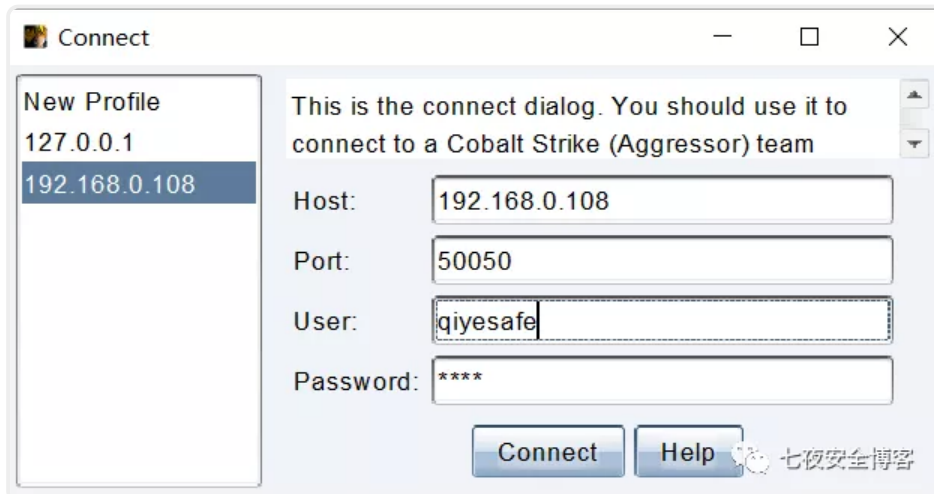 Connect
New Profile
127.0.0.1
192.168.0.108
This is the connect dialog. You should use it to
connect to a Cobalt Strike (Aggressor) team
Host:
192.168.0.108
Port:
50050
User:
qiyesafe
Password:
****
Connect
Help
七夜安全博客